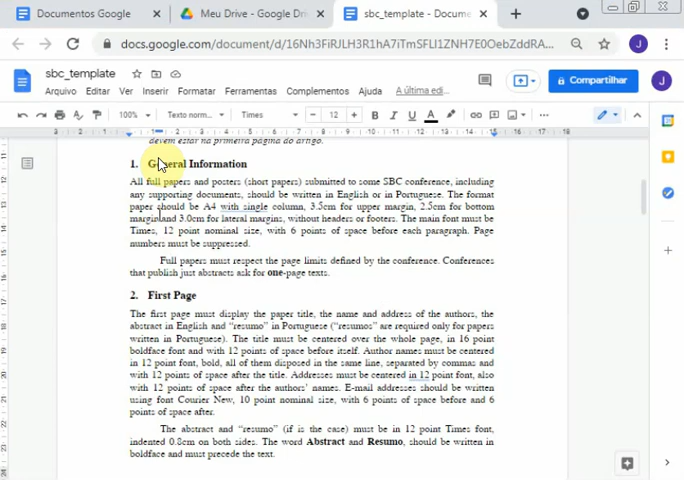 Documentos Google
Meu Drive - Google Dri
sbc_template - Docume
docs.google.com/document/d/16Nh3FiRJLH3R1hA7iTmSFLI1ZNH7E0OebZddRA...
J
sbc_template
Arquivo Editar Ver Inserir Formatar Ferramentas Complementos Ajuda A última edi...
Compartilhar
J
100% Texto norm... Times 12 B I U A
devem estar na primeira página do artigo.
1. General Information
All full papers and posters (short papers) submitted to some SBC conference, including
any supporting documents, should be written in English or in Portuguese. The format
paper should be A4 with single column, 3.5cm for upper margin, 2.5cm for bottom
margin and 3.0cm for lateral margins, without headers or footers. The main font must be
Times, 12 point nominal size, with 6 points of space before each paragraph. Page
numbers must be suppressed.
Full papers must respect the page limits defined by the conference. Conferences
that publish just abstracts ask for one-page texts.
2. First Page
The first page must display the paper title, the name and address of the authors, the
abstract in English and “resumo” in Portuguese (“resumos” are required only for papers
written in Portuguese). The title must be centered over the whole page, in 16 point
boldface font and with 12 points of space before itself. Author names must be centered
in 12 point font, bold, all of them disposed in the same line, separated by commas and
with 12 points of space after the title. Addresses must be centered in 12 point font, also
with 12 points of space after the authors’ names. E-mail addresses should be written
using font Courier New, 10 point nominal size, with 6 points of space before and 6
points of space after.
The abstract and “resumo” (if is the case) must be in 12 point Times font,
indented 0.8cm on both sides. The word Abstract and Resumo, should be written in
boldface and must precede the text.